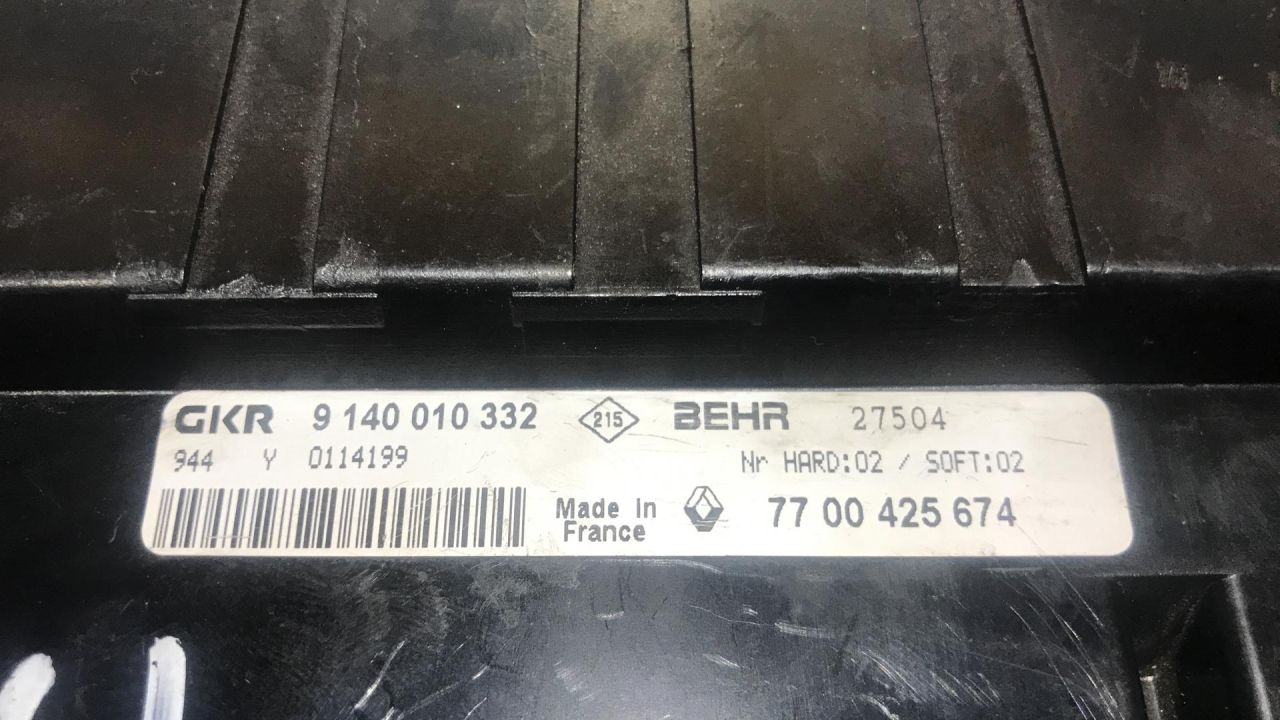 GKR 9 140 010 332 215 BEHR 27504
944 Y 0114199 Nr HARD:02 / SOFT:02
Made In
France
77 00 425 674